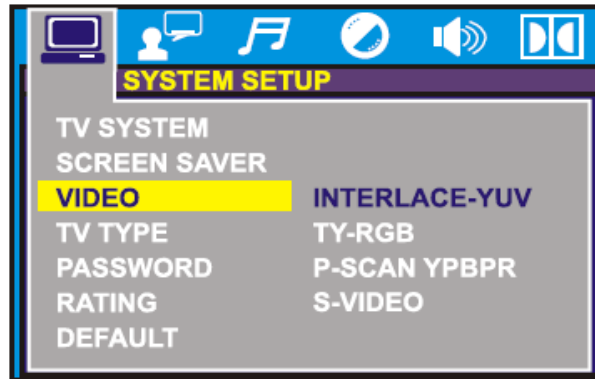 SYSTEM SETUP
TV SYSTEM
SCREEN SAVER
VIDEO INTERLACE-YUV
TV TYPE TY-RGB
PASSWORD P-SCAN YPBPR
RATING S-VIDEO
DEFAULT